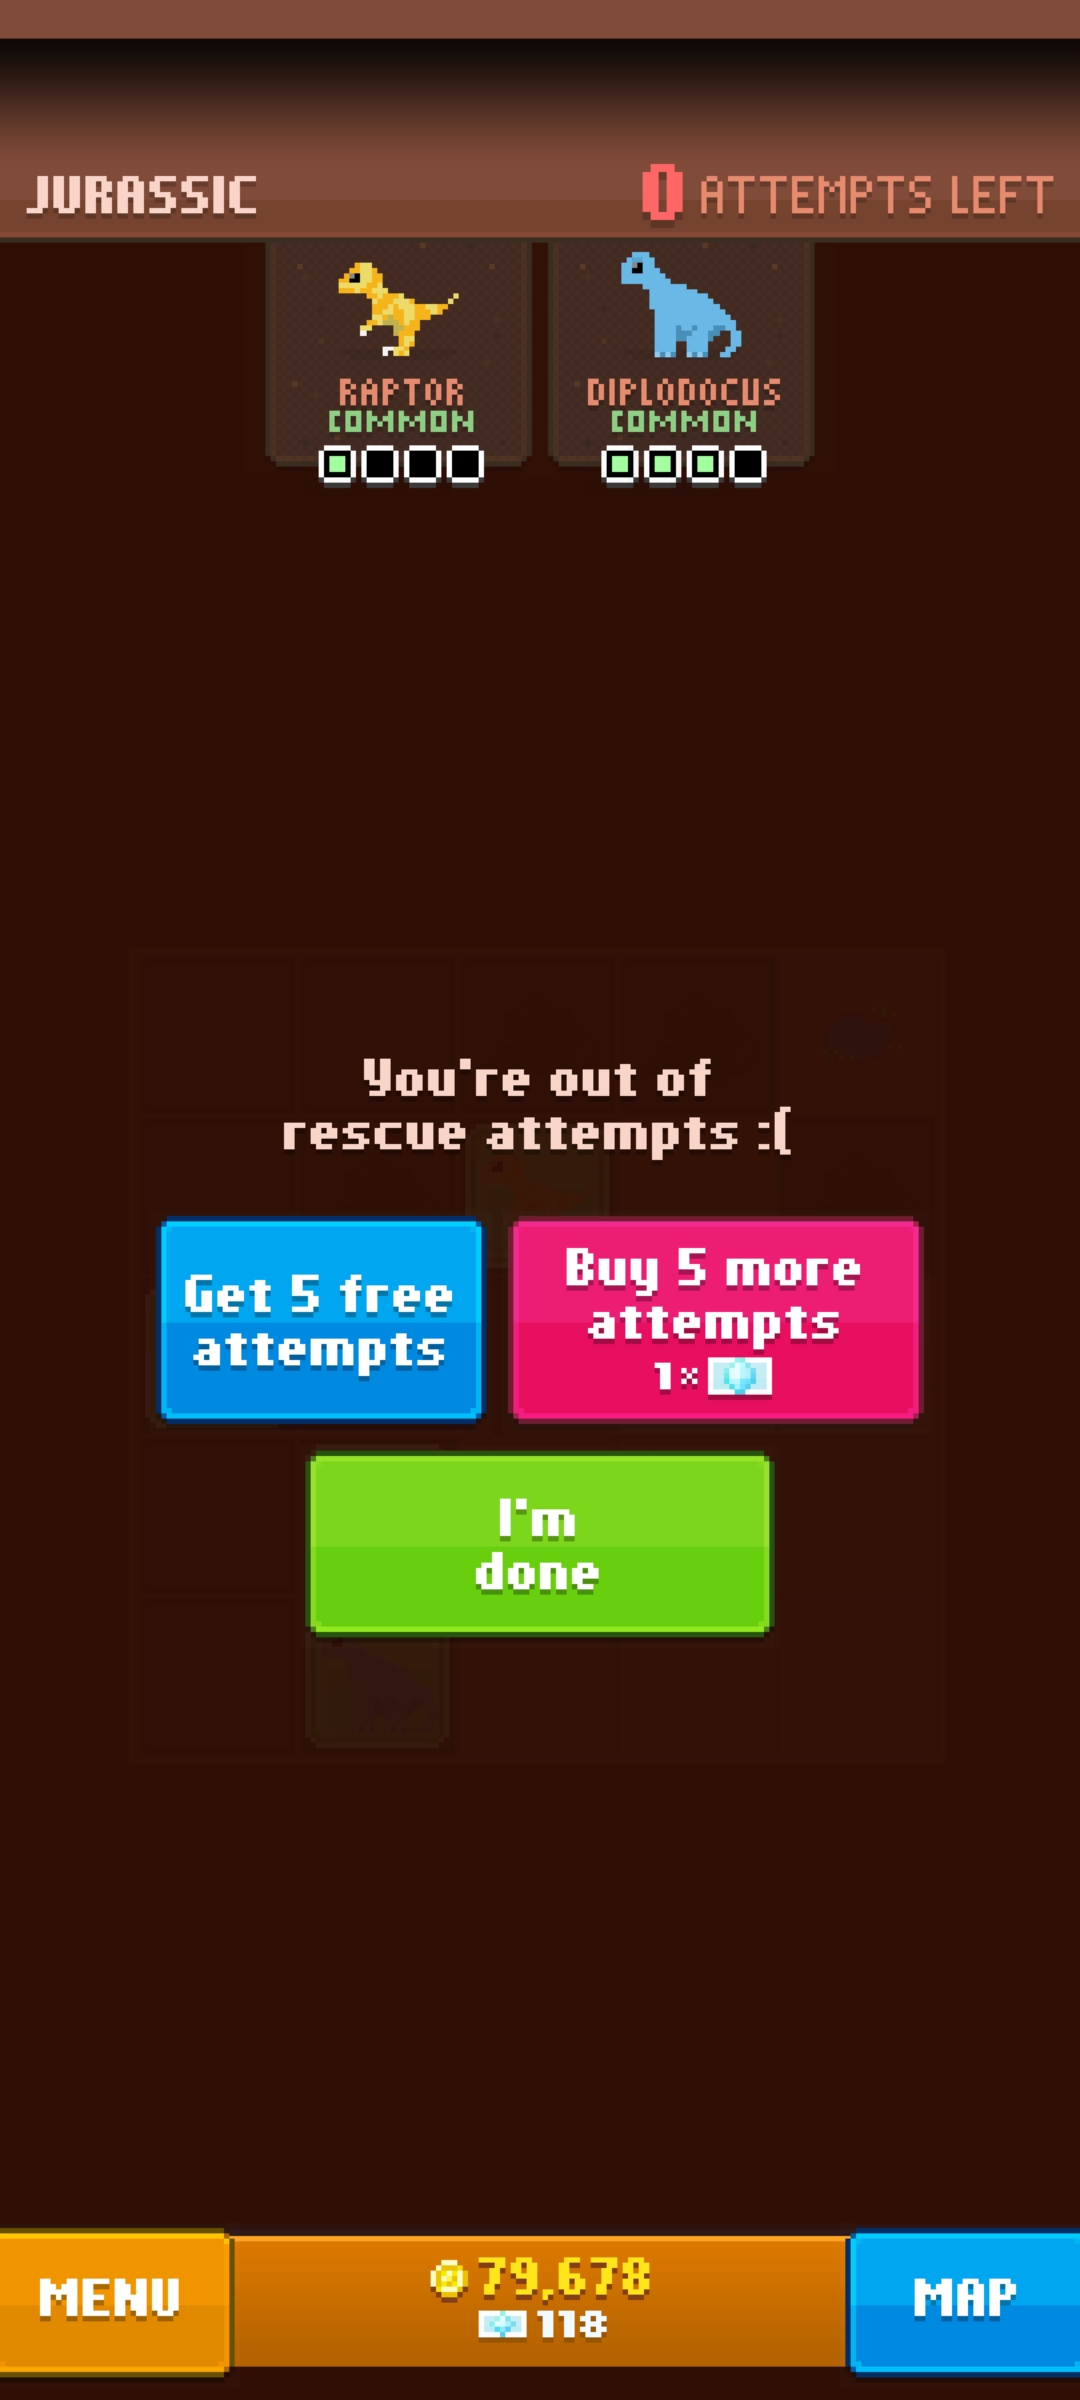 JURASSIC
0 ATTEMPTS LEFT
RAPTOR
COMMON
DIPLODOCUS
COMMON
You're out of
rescue attempts :(
Get 5 free
attempts
Buy 5 more
attempts
1×
I'm
done
MENU
79,678
118
MAP